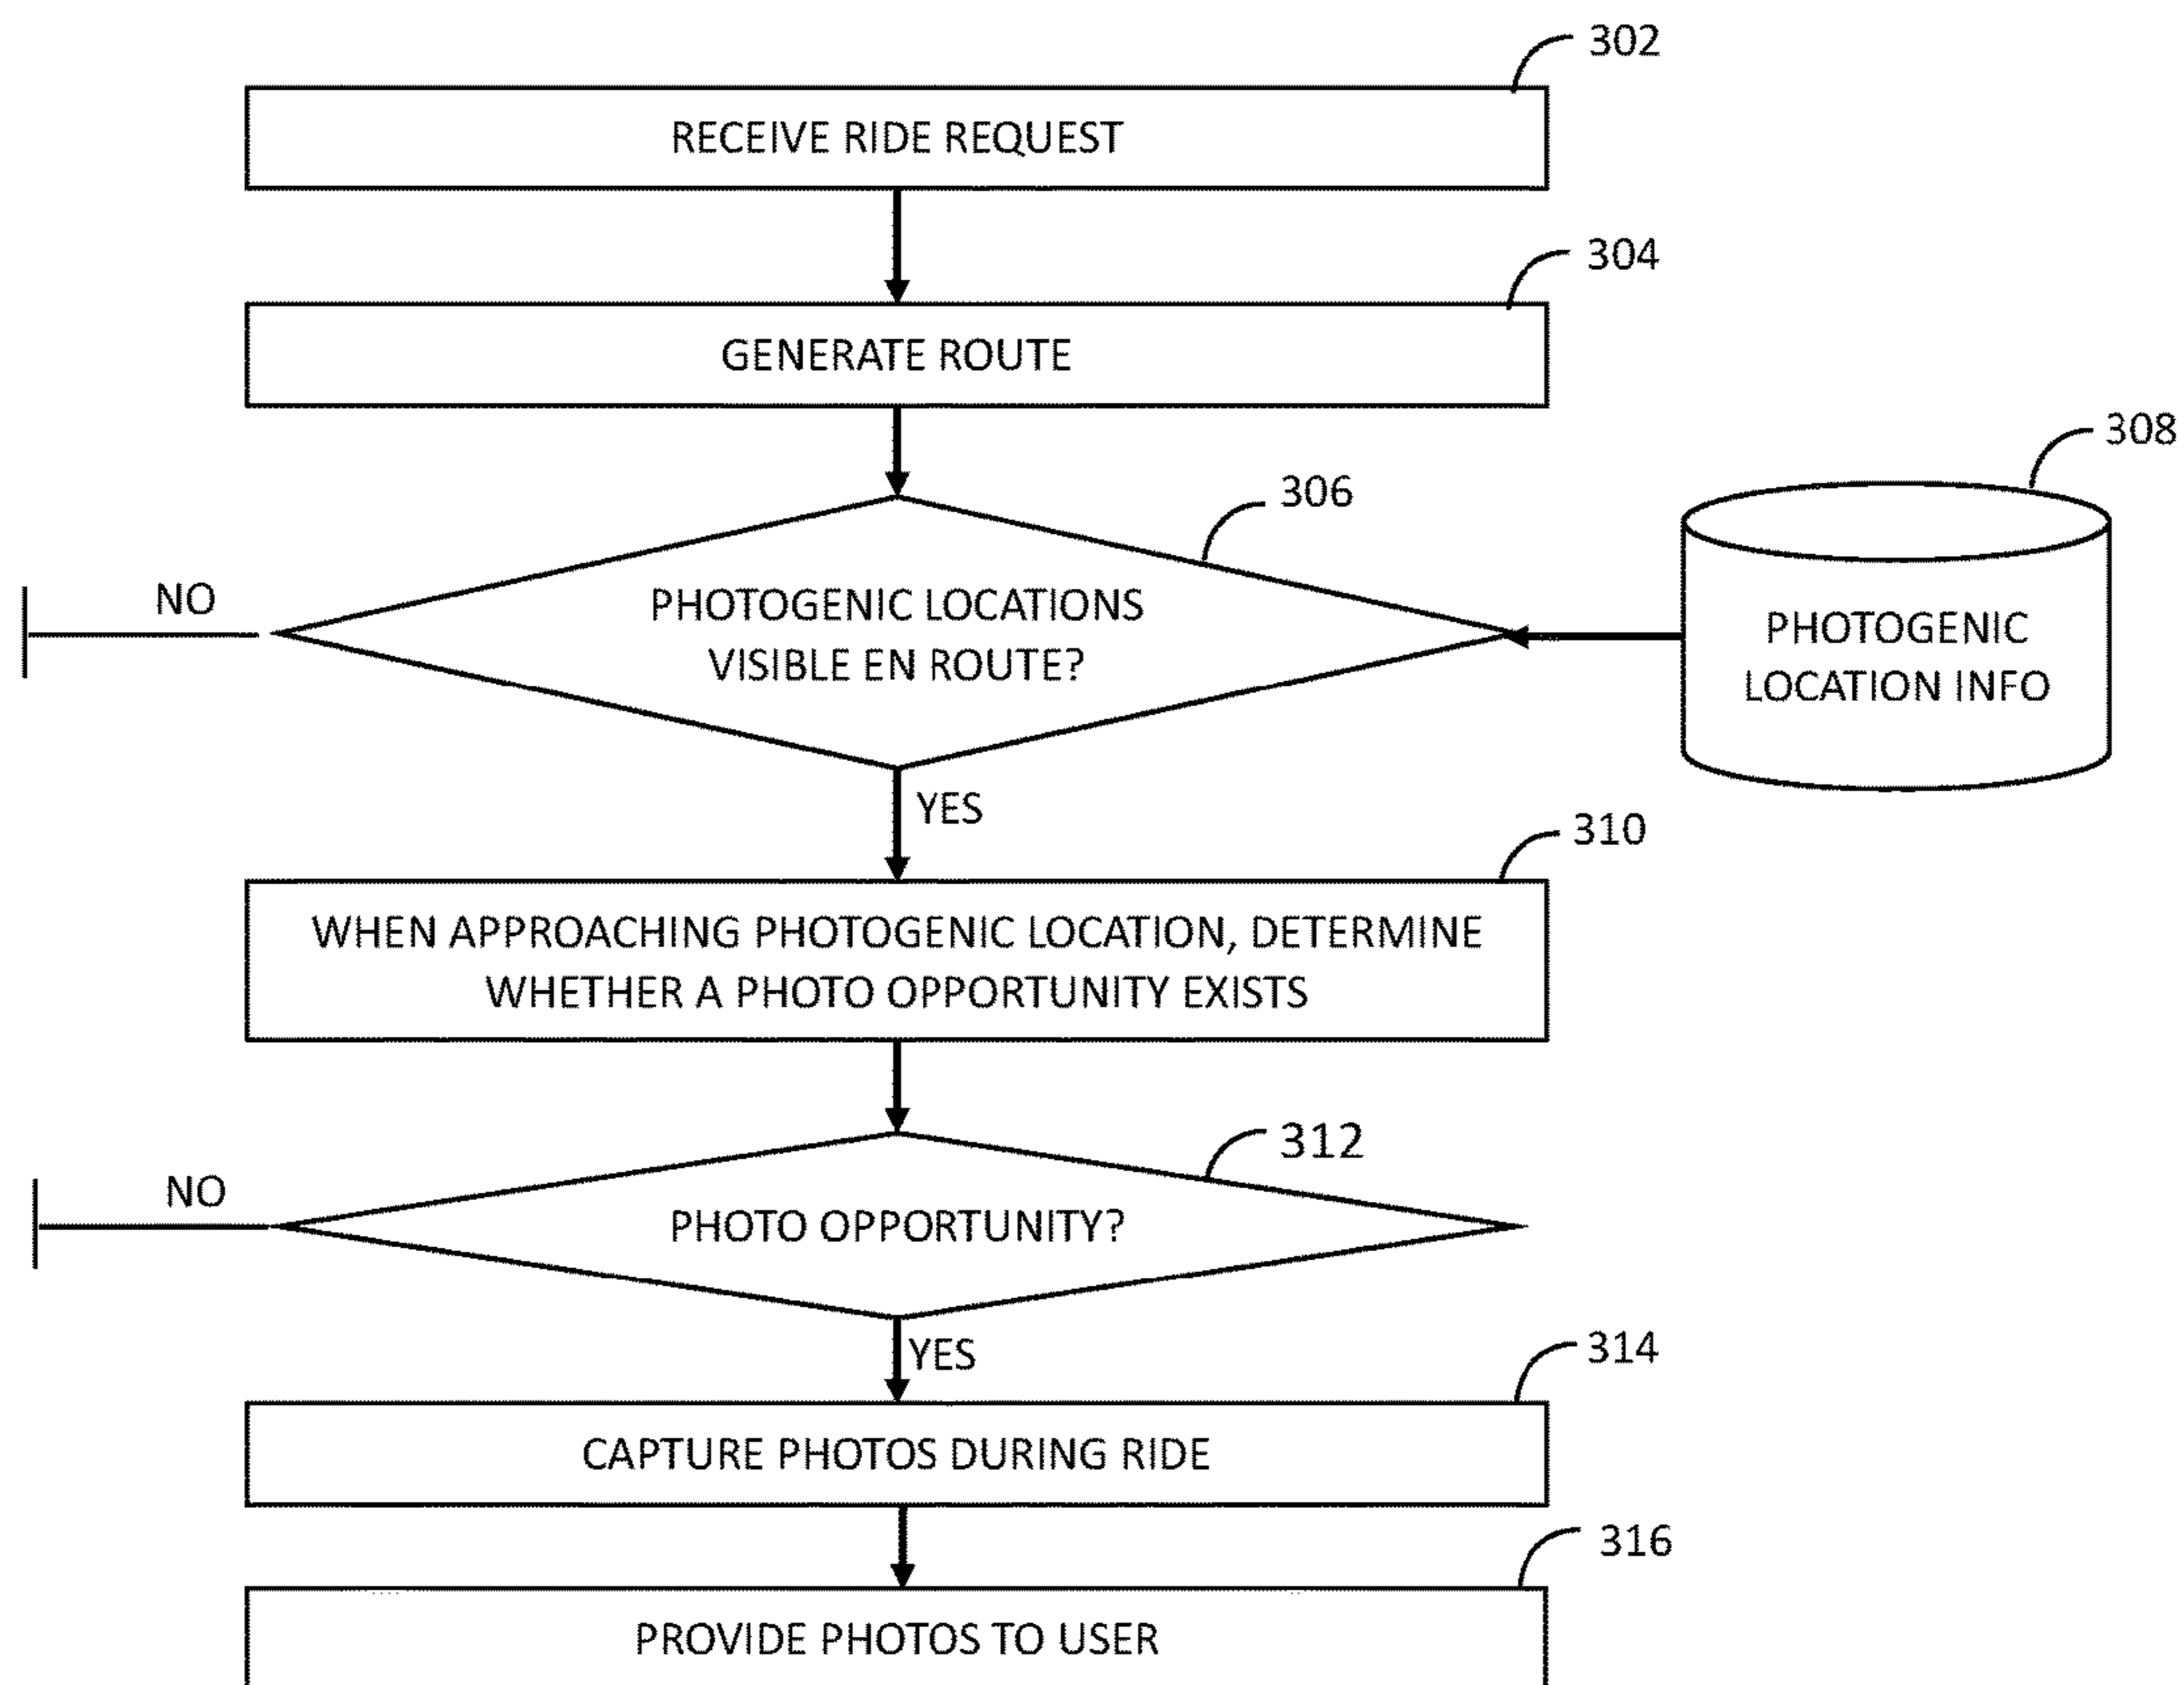 302
RECEIVE RIDE REQUEST
304
GENERATE ROUTE
308
306
NO
PHOTOGENIC LOCATIONS
VISIBLE EN ROUTE?
PHOTOGENIC
LOCATION INFO
YES
310
WHEN APPROACHING PHOTOGENIC LOCATION, DETERMINE
WHETHER A PHOTO OPPORTUNITY EXISTS
312
NO
PHOTO OPPORTUNITY?
YES
314
CAPTURE PHOTOS DURING RIDE
316
PROVIDE PHOTOS TO USER